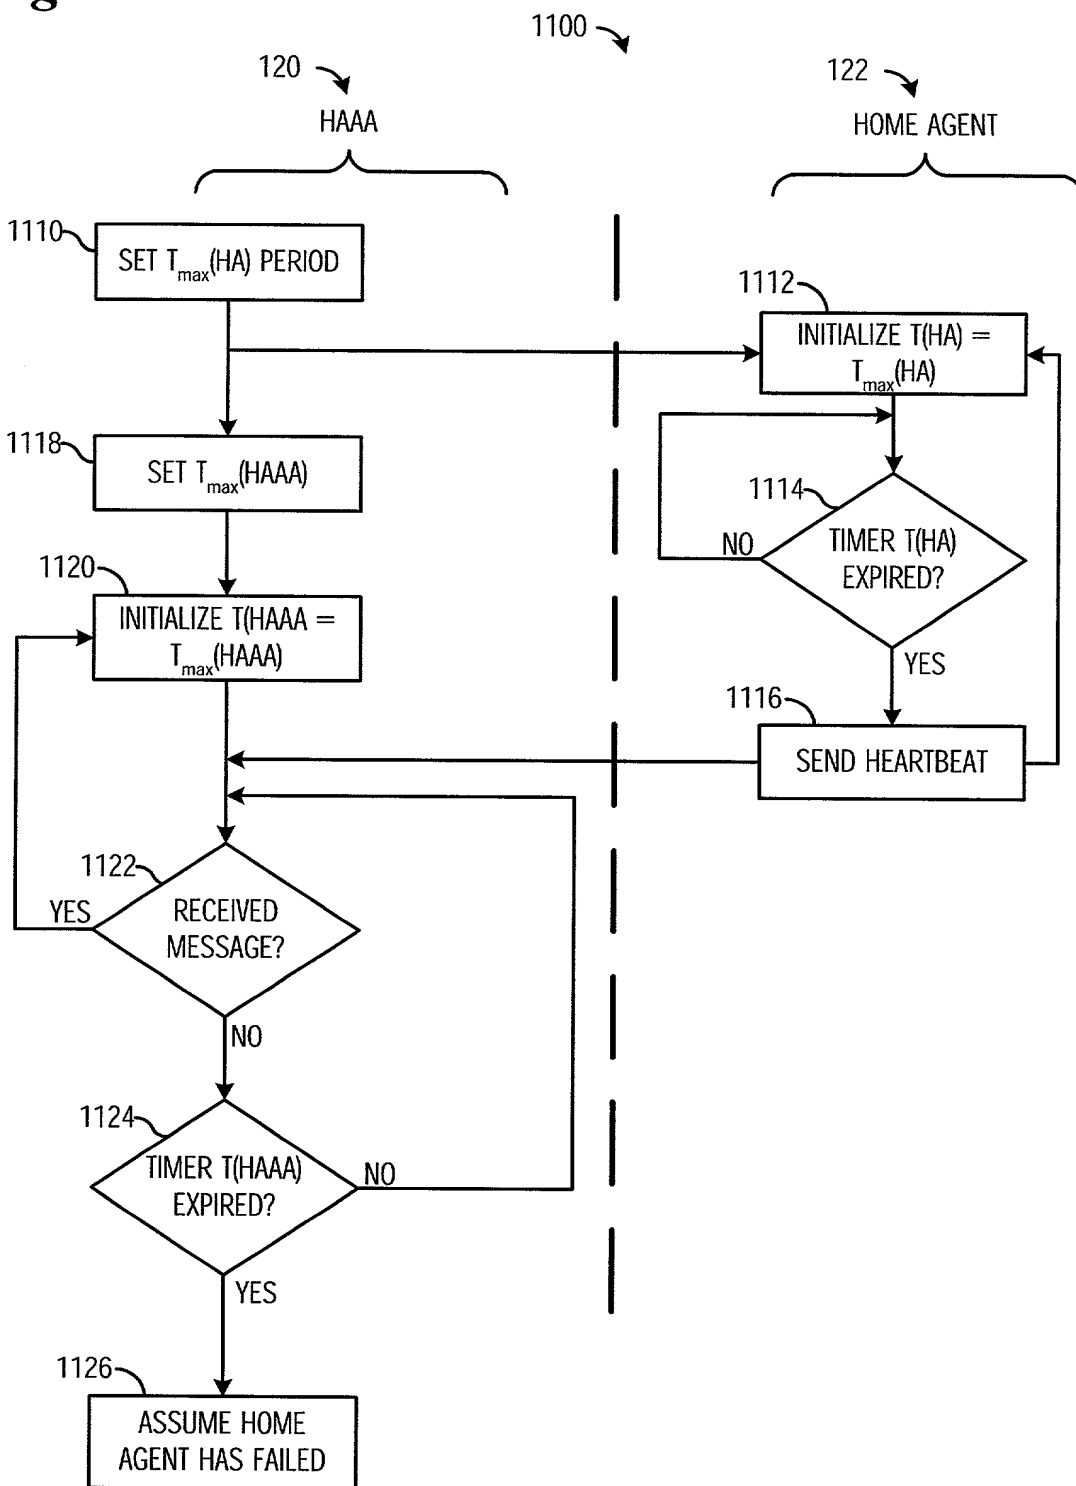 g
1100
120
HAAA
122
HOME AGENT
1110
SET Tmax(HA) PERIOD
1112
INITIALIZE T(HA) =
Tmax(HA)
1118
SET Tmax(HAAA)
1114
TIMER T(HA)
EXPIRED?
NO
YES
1120
INITIALIZE T(HAAA =
Tmax(HAAA)
1116
SEND HEARTBEAT
1122
RECEIVED
MESSAGE?
YES
NO
1124
TIMER T(HAAA)
EXPIRED?
NO
YES
1126
ASSUME HOME
AGENT HAS FAILED